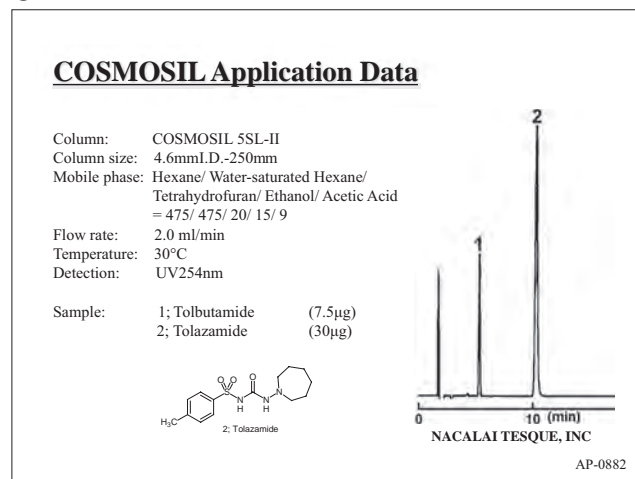 COSMOSIL Application Data
Column: COSMOSIL 5SL-II
Column size: 4.6mmI.D.-250mm
Mobile phase: Hexane/ Water-saturated Hexane/
Tetrahydrofuran/ Ethanol/ Acetic Acid
= 475/ 475/ 20/ 15/ 9
Flow rate: 2.0 ml/min
Temperature: 30°C
Detection: UV254nm
Sample: 1; Tolbutamide (7.5μg)
2; Tolazamide (30μg)
O O O
S N N N
H H
H₃C
2; Tolazamide
2
1
0 10 (min)
NACALAI TESQUE, INC
AP-0882